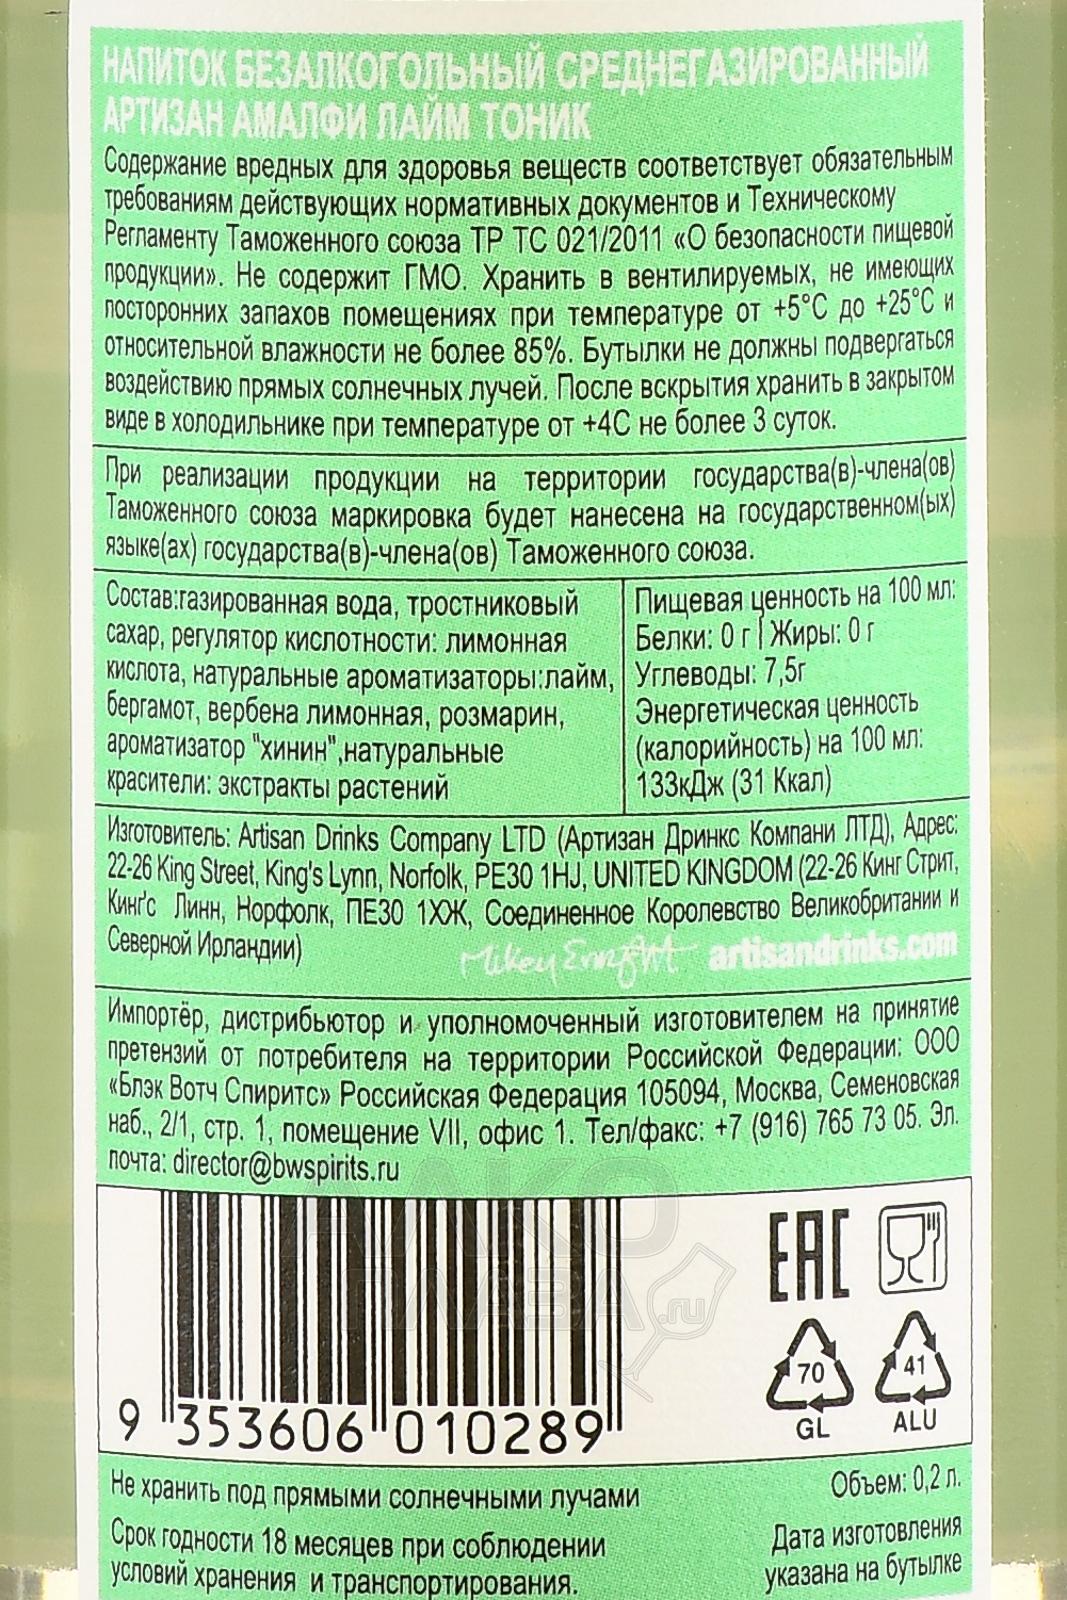 НАПИТОК БЕЗАЛКОГОЛЬНЫЙ СРЕДНЕГАЗИРОВАННЫЙ
АРТИЗАН АМАЛФИ ЛАЙМ ТОНИК
Содержание вредных для здоровья веществ соответствует обязательным
требованиям действующих нормативных документов и Техническому
Регламенту Таможенного союза ТР ТС 021/2011 «О безопасности пищевой
продукции». Не содержит ГМО. Хранить в вентилируемых, не имеющих
посторонних запахов помещениях при температуре от +5°С до +25°С и
относительной влажности не более 85%. Бутылки не должны подвергаться
воздействию прямых солнечных лучей. После вскрытия хранить в закрытом
виде в холодильнике при температуре от +4С не более 3 суток.
При реализации продукции на территории государства(в)-члена(ов)
Таможенного союза маркировка будет нанесена на государственном(ых)
языке(ах) государства(в)-члена(ов) Таможенного союза.
Состав:газированная вода, тростниковый
сахар, регулятор кислотности: лимонная
кислота, натуральные ароматизаторы:лайм,
бергамот, вербена лимонная, розмарин,
ароматизатор "хинин",натуральные
красители: экстракты растений
Пищевая ценность на 100 мл:
Белки: 0 г | Жиры: 0 г
Углеводы: 7,5г
Энергетическая ценность
(калорийность) на 100 мл:
133кДж (31 Ккал)
Изготовитель: Artisan Drinks Company LTD (Артизан Дринкс Компани ЛТД), Адрес:
22-26 King Street, King's Lynn, Norfolk, PE30 1HJ, UNITED KINGDOM (22-26 Кинг Стрит,
Кинг'с Линн, Норфолк, ПЕ30 1ХЖ, Соединенное Королевство Великобритании и
Северной Ирландии)
artisandrinks.com
Импортёр, дистрибьютор и уполномоченный изготовителем на принятие
претензий от потребителя на территории Российской Федерации: ООО
«Блэк Вотч Спиритс» Российская Федерация 105094, Москва, Семеновская
наб., 2/1, стр. 1, помещение VII, офис 1. Тел/факс: +7 (916) 765 73 05. Эл.
почта: director@bwspirits.ru
АЛКО
ПЛАЗА.ru
EAC
70
GL
41
ALU
9 353606 010289
Не хранить под прямыми солнечными лучами
Срок годности 18 месяцев при соблюдении
условий хранения и транспортирования.
Объем: 0,2 л.
Дата изготовления
указана на бутылке